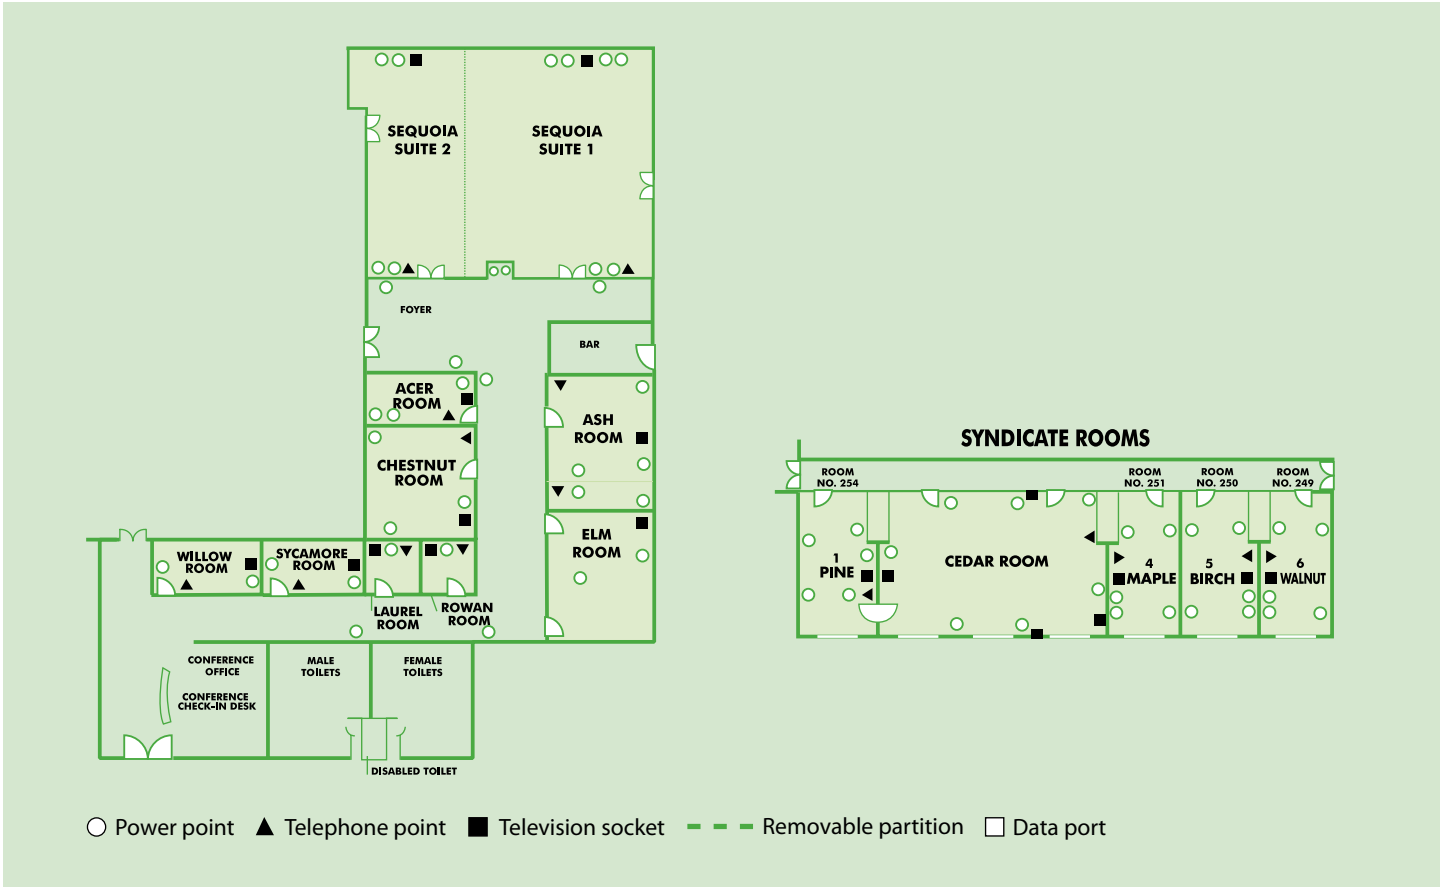 SEQUOIA
SUITE 2
SEQUOIA
SUITE 1
FOYER
BAR
ACER
ROOM
ASH
ROOM
CHESTNUT
ROOM
ELM
ROOM
WILLOW
ROOM
SYCAMORE
ROOM
LAUREL
ROOM
ROWAN
ROOM
CONFERENCE
OFFICE
CONFERENCE
CHECK-IN DESK
MALE
TOILETS
FEMALE
TOILETS
DISABLED TOILET
SYNDICATE ROOMS
ROOM
NO. 254
ROOM
NO. 251
ROOM
NO. 250
ROOM
NO. 249
1
PINE
CEDAR ROOM
4
MAPLE
5
BIRCH
6
WALNUT
Power point
Telephone point
Television socket
Removable partition
Data port